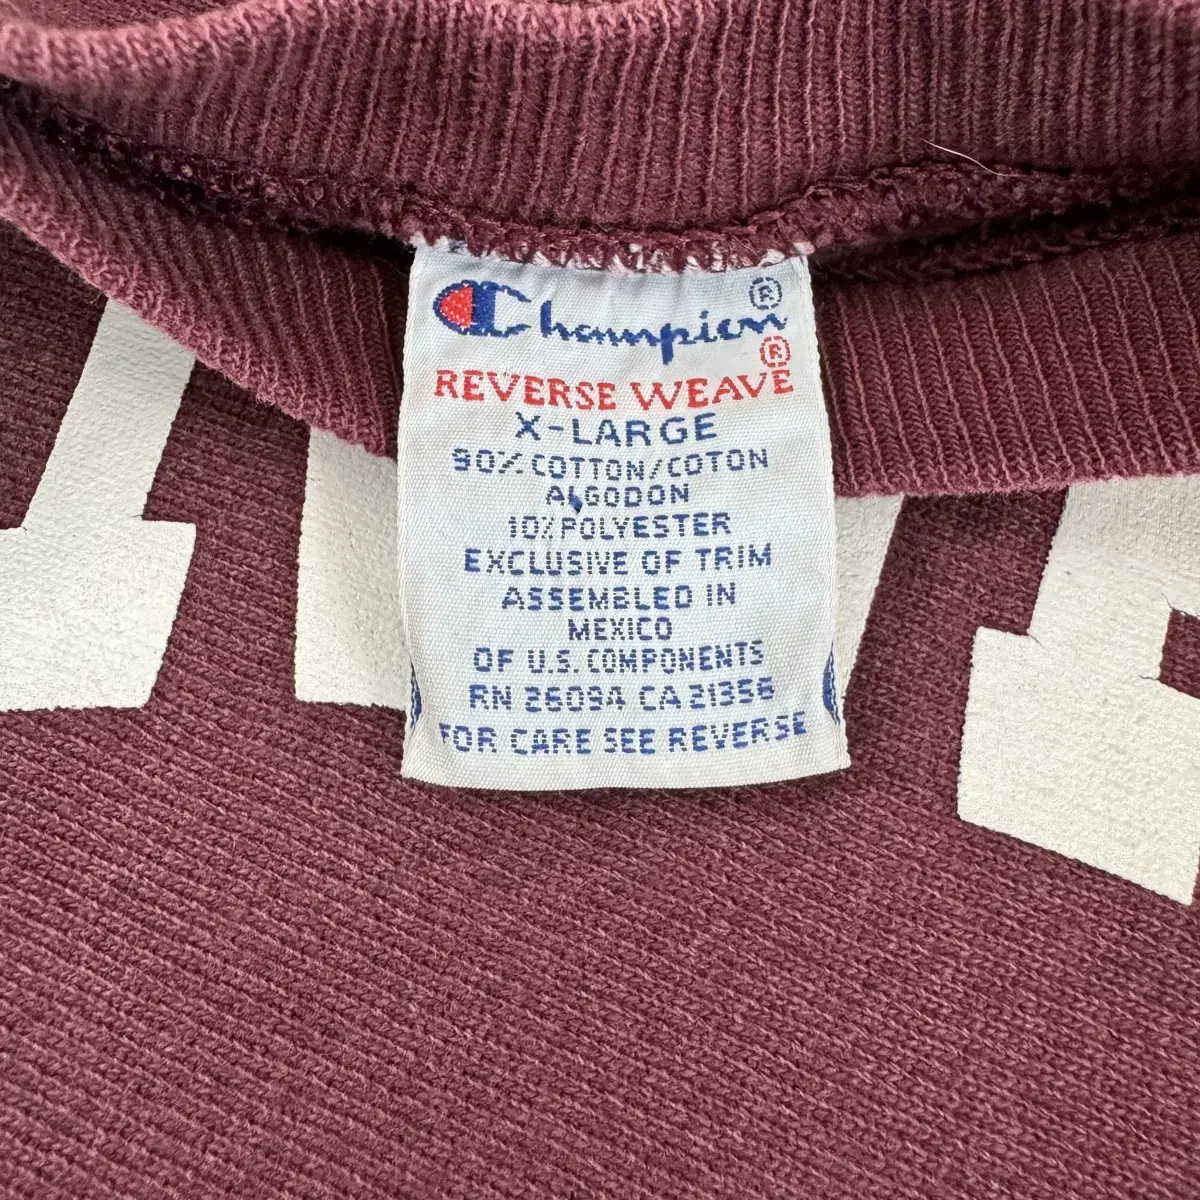 Champion®
REVERSE WEAVE®
X-LARGE
90% COTTON/COTON
ALGODON
10% POLYESTER
EXCLUSIVE OF TRIM
ASSEMBLED IN
MEXICO
OF U.S. COMPONENTS
RN 26094 CA 21356
FOR CARE SEE REVERSE